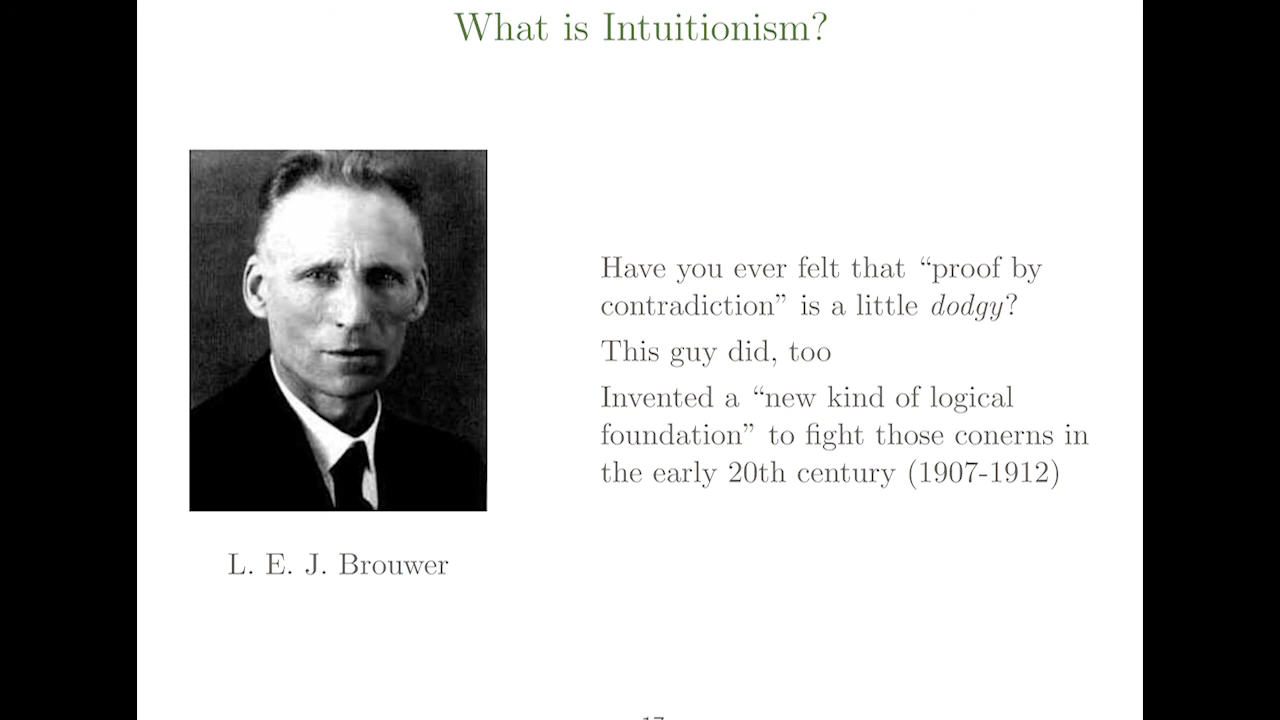 What is Intuitionism?
Have you ever felt that “proof by
contradiction” is a little dodgy?
This guy did, too
Invented a “new kind of logical
foundation” to fight those conerns in
the early 20th century (1907-1912)
L. E. J. Brouwer